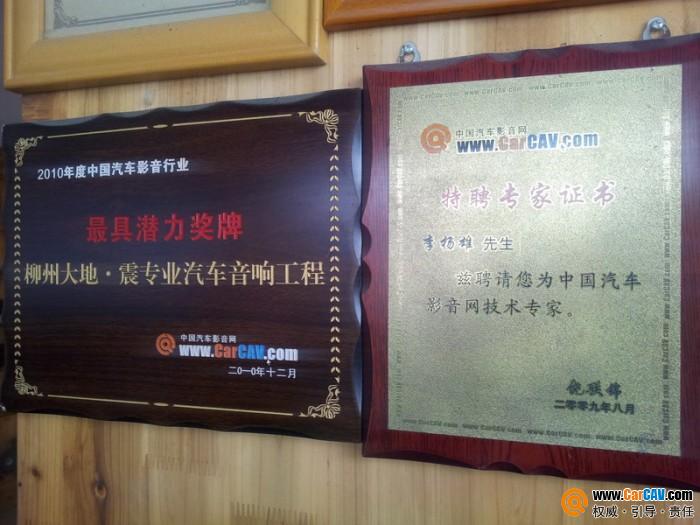 2010年度中国汽车影音行业
最具潜力奖牌
柳州大地·震专业汽车音响工程
中国汽车影音网
www.CarCAV.com
二0一0年十二月
中国汽车影音网
www.CarCAV.com
特聘专家证书
李扬雄 先生
兹聘请您为中国汽车
影音网技术专家。
二零零九年八月
www.CarCAV.com
权威·引导·责任